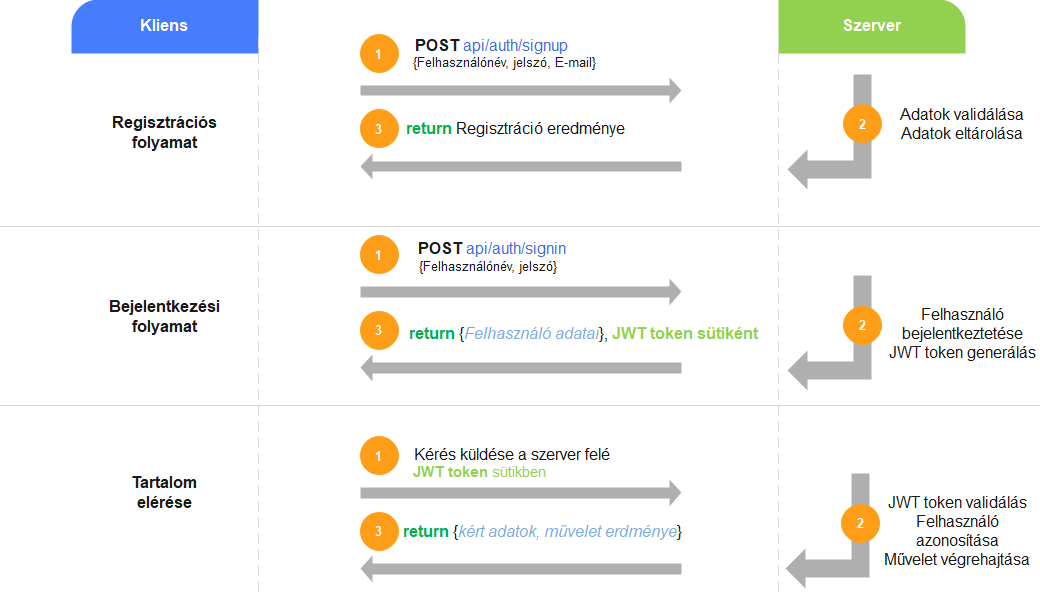 Kliens
Szerver
Regisztrációs
folyamat
1
POST api/auth/signup
{Felhasználónév, jelszó, E-mail}
2
Adatok validálása
Adatok eltárolása
3
return Regisztráció eredménye
Bejelentkezési
folyamat
1
POST api/auth/signin
{Felhasználónév, jelszó}
2
Felhasználó
bejelentkeztetése
JWT token generálás
3
return {Felhasználó adatai}, JWT token sütiként
Tartalom
elérése
1
Kérés küldése a szerver felé
JWT token sütikben
2
JWT token validálás
Felhasználó
azonosítása
Művelet végrehajtása
3
return {kért adatok, művelet erdménye}